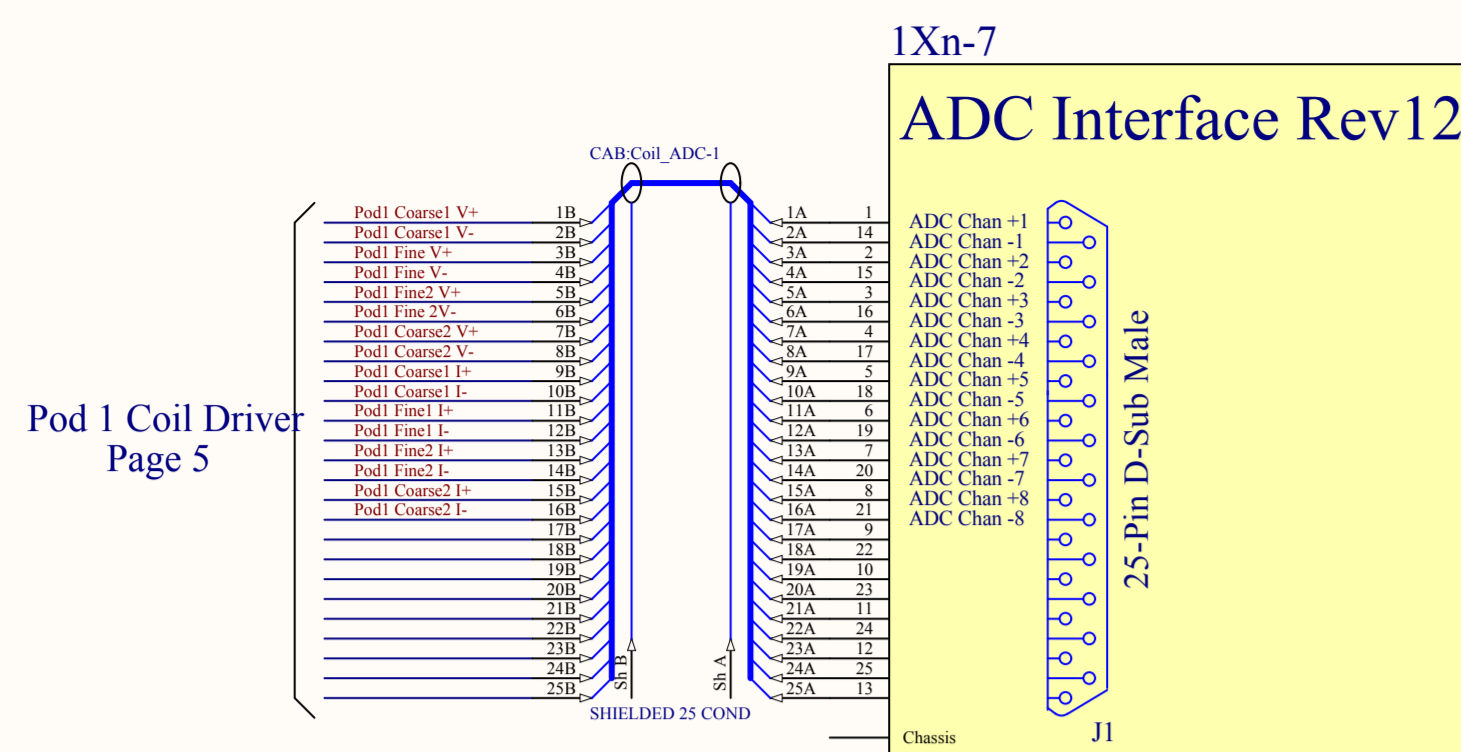 1Xn-7
ADC Interface Rev12
CAB:Coil_ADC-1
Pod1 Coarse1 V+ 1B 1A 1 ADC Chan +1
Pod1 Coarse1 V- 2B 2A 14 ADC Chan -1
Pod1 Fine V+ 3B 3A 2 ADC Chan +2
Pod1 Fine V- 4B 4A 15 ADC Chan -2
Pod1 Fine2 V+ 5B 5A 3 ADC Chan +3
Pod1 Fine 2V- 6B 6A 16 ADC Chan -3
Pod1 Coarse2 V+ 7B 7A 4 ADC Chan +4
Pod1 Coarse2 V- 8B 8A 17 ADC Chan -4
Pod1 Coarse1 I+ 9B 9A 5 ADC Chan +5
Pod1 Coarse1 I- 10B 10A 18 ADC Chan -5
Pod1 Fine1 I+ 11B 11A 6 ADC Chan +6
Pod1 Fine1 I- 12B 12A 19 ADC Chan -6
Pod1 Fine2 I+ 13B 13A 7 ADC Chan +7
Pod1 Fine2 I- 14B 14A 20 ADC Chan -7
Pod1 Coarse2 I+ 15B 15A 8 ADC Chan +8
Pod1 Coarse2 I- 16B 16A 21 ADC Chan -8
17B 17A 9
18B 18A 22
19B 19A 10
20B 20A 23
21B 21A 11
22B 22A 24
23B 23A 12
24B 24A 25
25B 25A 13
Pod 1 Coil Driver
Page 5
Sh B
Sh A
SHIELDED 25 COND
25-Pin D-Sub Male
J1
Chassis